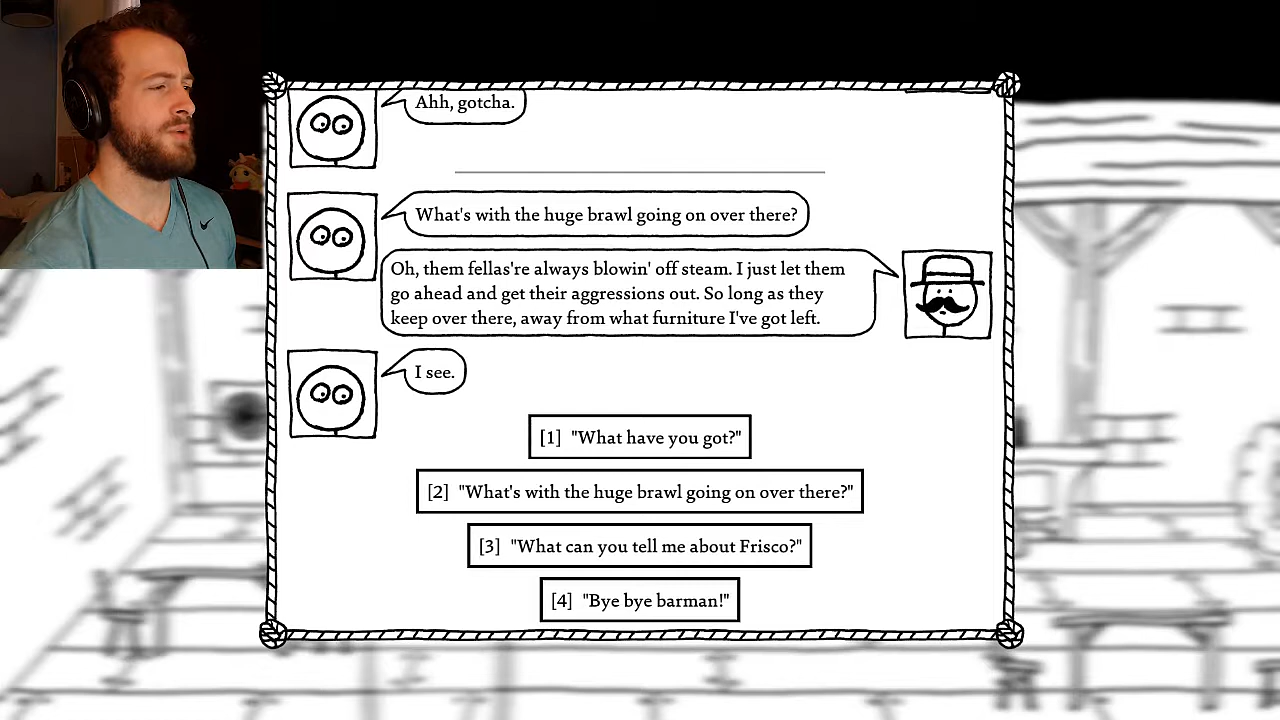 Ahh, gotcha.
What's with the huge brawl going on over there?
Oh, them fellas're always blowin' off steam. I just let them
go ahead and get their aggressions out. So long as they
keep over there, away from what furniture I've got left.
I see.
[1] "What have you got?"
[2] "What's with the huge brawl going on over there?"
[3] "What can you tell me about Frisco?"
[4] "Bye bye barman!"